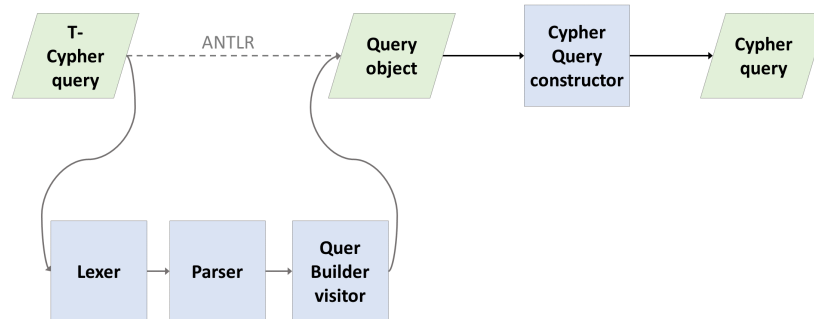 T-
Cypher
query
ANTLR
Query
object
Cypher
Query
constructor
Cypher
query
Lexer
Parser
Quer
Builder
visitor